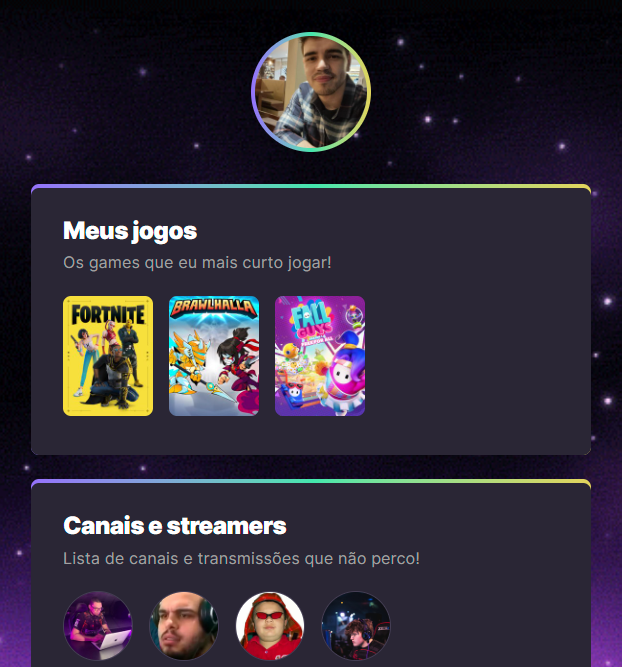 Meus jogos
Os games que eu mais curto jogar!
FORTNITE
BRAWLHALLA
FALL
GUYS
Canais e streamers
Lista de canais e transmissões que não perco!